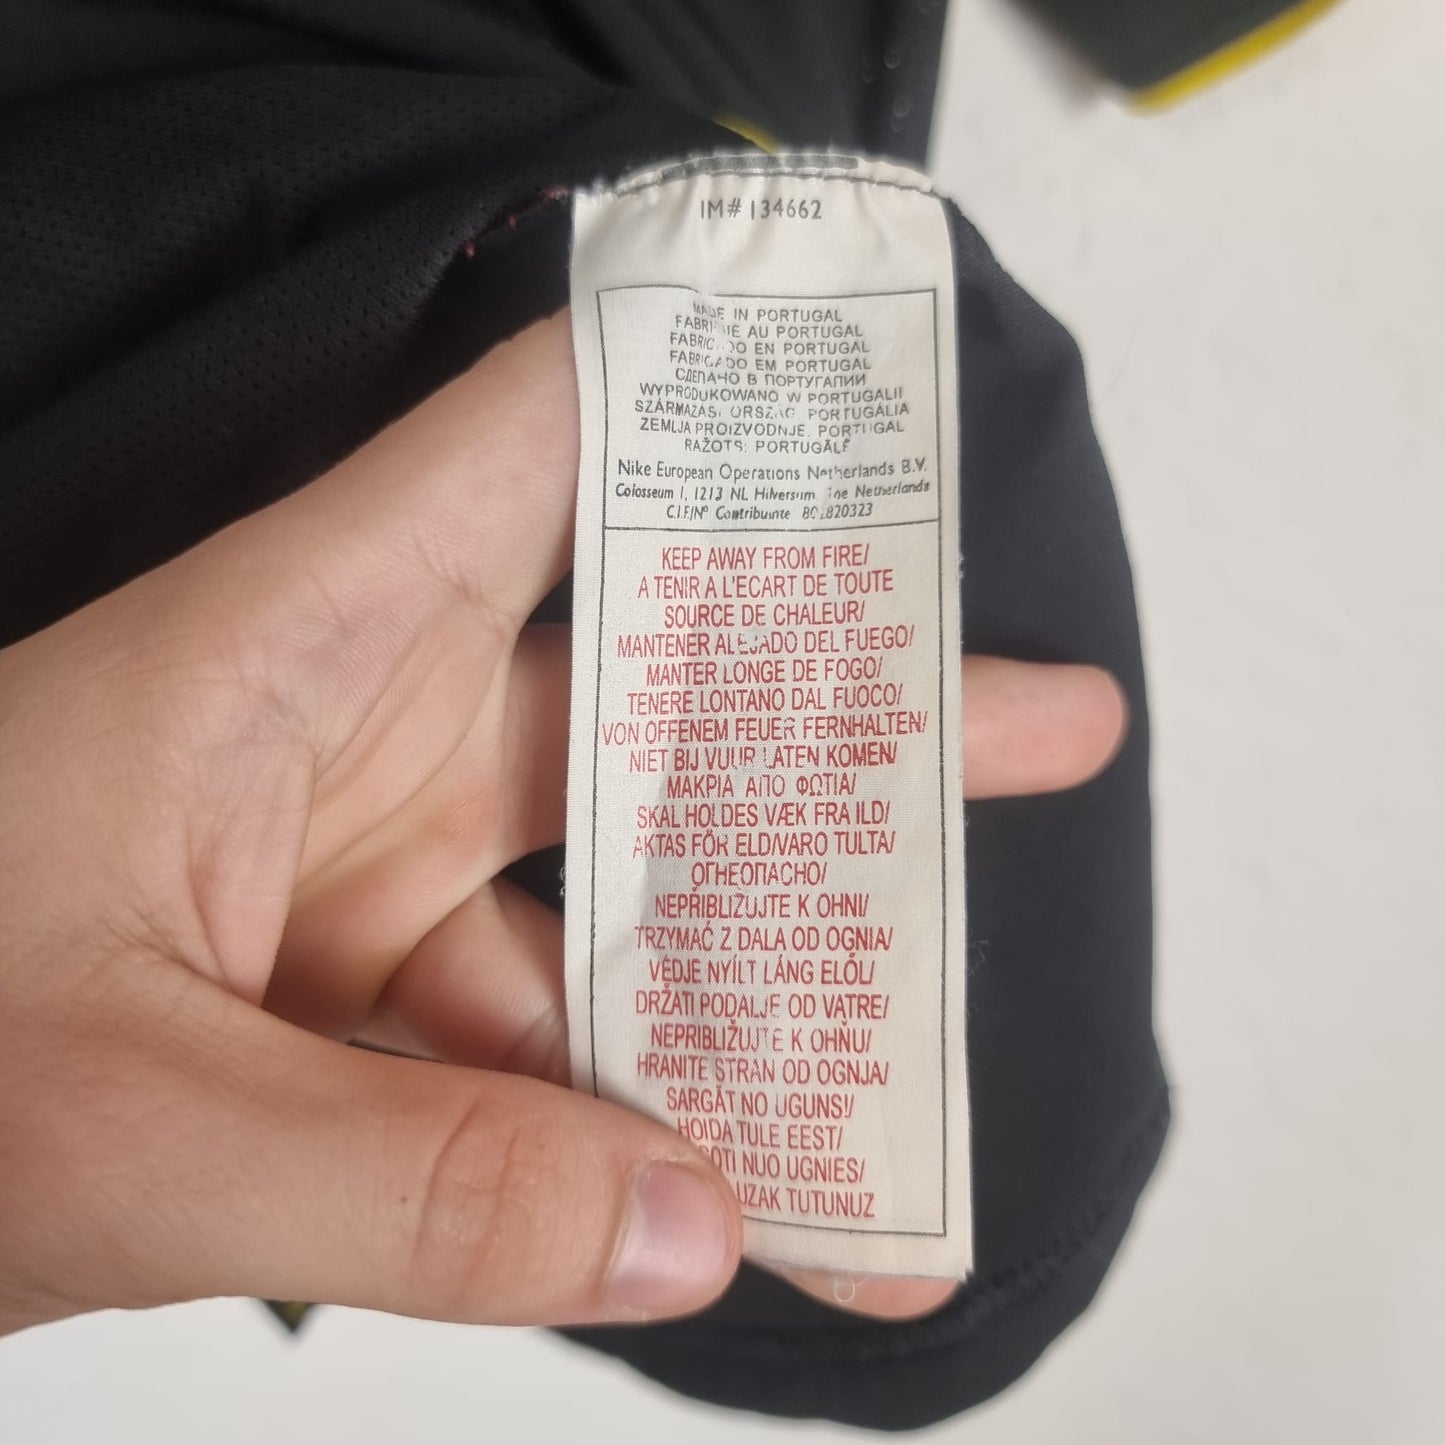 IM# 134662
MADE IN PORTUGAL
AU PORTUGAL
EN PORTUGAL
FABRICADO EM PORTUGAL
СДЕЛАНО В ПОРТУГАЛИИ
WYPRODUKOWANO W PORTUGALII
PORTUGÁLIA
ZEMLJA PROIZVODNJE: PORTUGAL
RAŽOTS: PORTUGĀLĒ
Nike European Operations Netherlands B.V.
Colosseum 1, 1213 NL Hilversum, The Netherlands
C.I.F./Nº Contribuinte
KEEP AWAY FROM FIRE/
A TENIR A L'ECART DE TOUTE
SOURCE DE CHALEUR/
MANTENER ALEJADO DEL FUEGO/
MANTER LONGE DE FOGO/
TENERE LONTANO DAL FUOCO/
VON OFFENEM FEUER FERNHALTEN/
NIET BIJ VUUR LATEN KOMEN/
ΜΑΚΡΙΑ ΑΠΟ ΦΩΤΙΑ/
SKAL HOLDES VÆK FRA ILD/
AKTAS FÖR ELD/VARO TULTA/
ОГНЕОПАСНО/
NEPŘIBLIŽUJTE K OHNI/
TRZYMAĆ Z DALA OD OGNIA/
VÉDJE NYÍLT LÁNG ELŐL/
DRŽATI PODALJE OD VATRE/
NEPRIBLIŽUJTE K OHŇU/
HRANITE STRAN OD OGNJA/
SARGĀT NO UGUNS!/
HOIDA TULE EEST/
NUO UGNIES/
UZAK TUTUNUZ